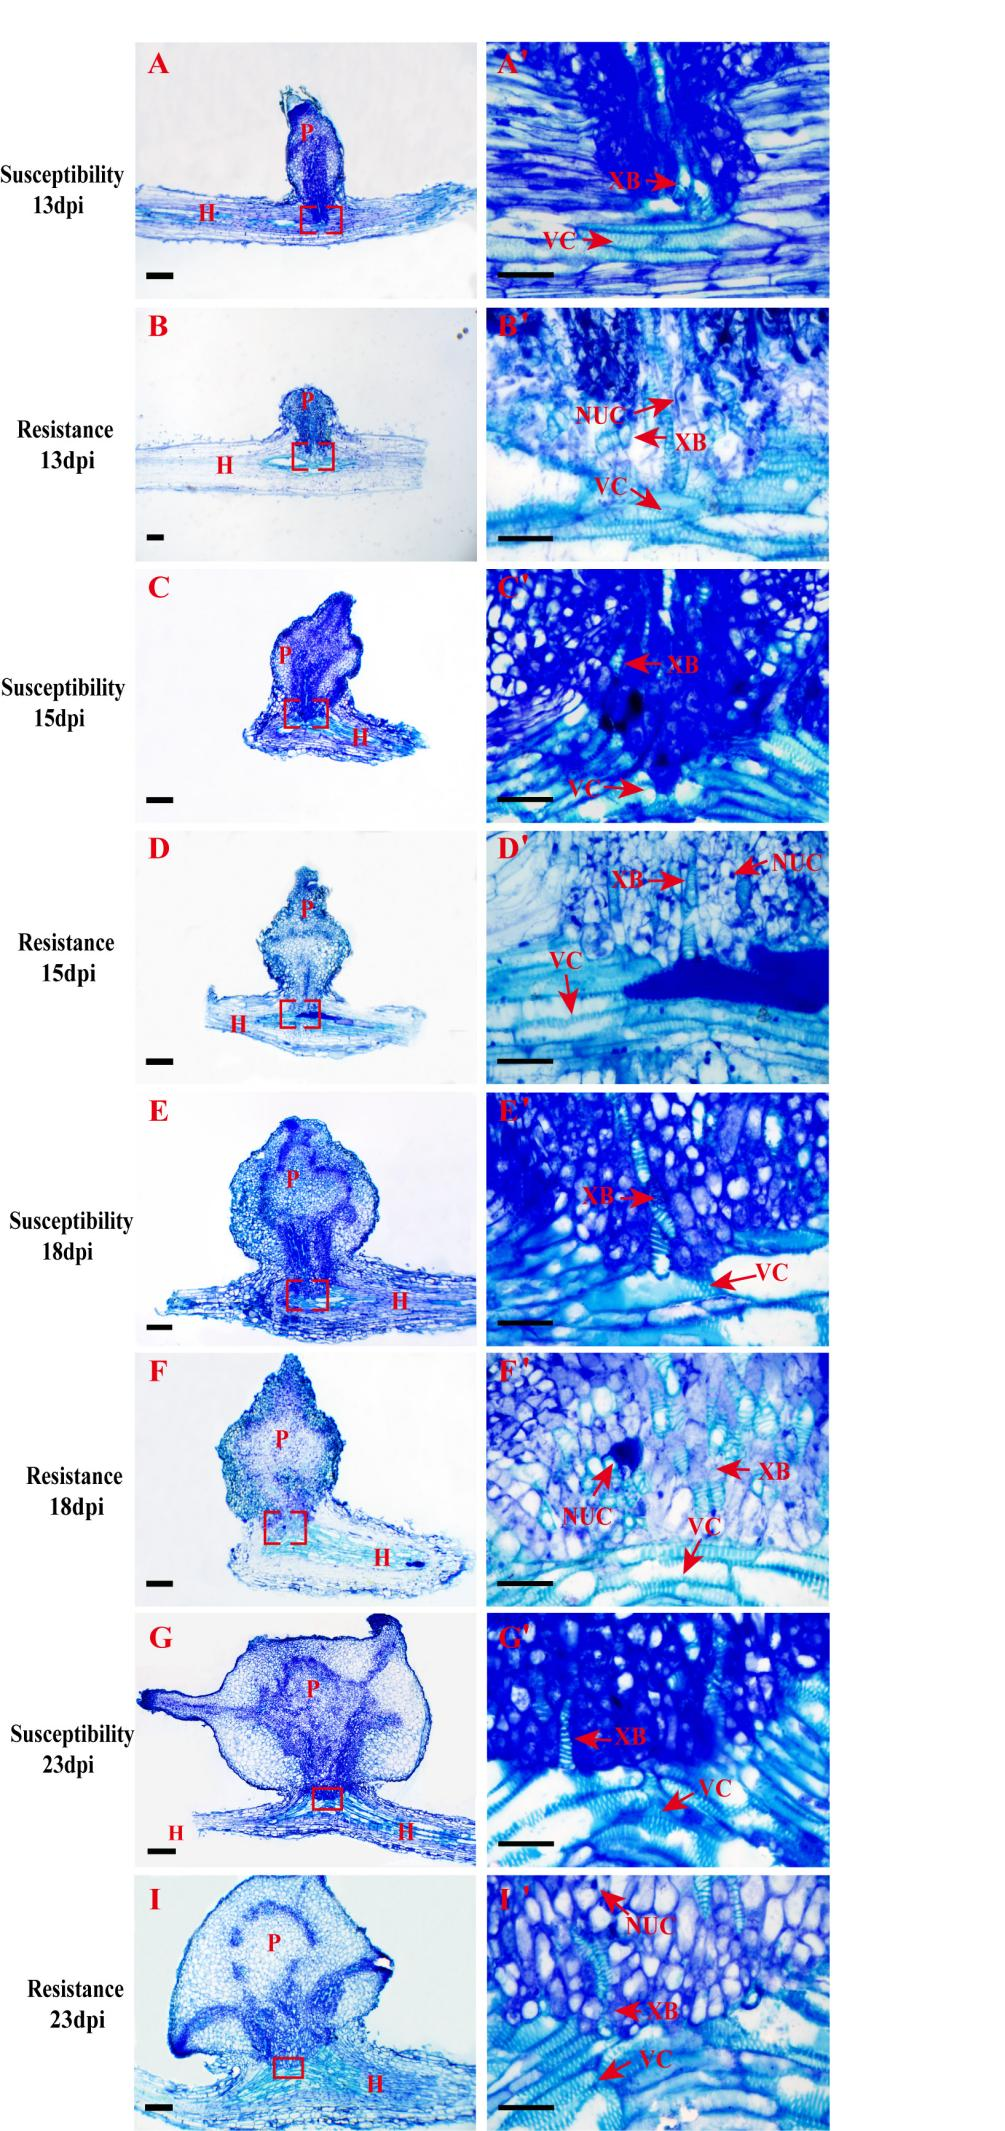 A
A'
P
XB
Susceptibility
13dpi
H
VC
B
B'
P
NUC
XB
Resistance
13dpi
H
VC
C
C'
P
XB
Susceptibility
15dpi
H
VC
D
D'
NUC
XB
P
Resistance
15dpi
VC
H
E
E'
P
XB
Susceptibility
18dpi
VC
H
F
F'
P
XB
Resistance
18dpi
NUC
VC
H
G
G'
P
XB
Susceptibility
23dpi
VC
H
H
I
I'
NUC
P
Resistance
23dpi
XB
VC
H